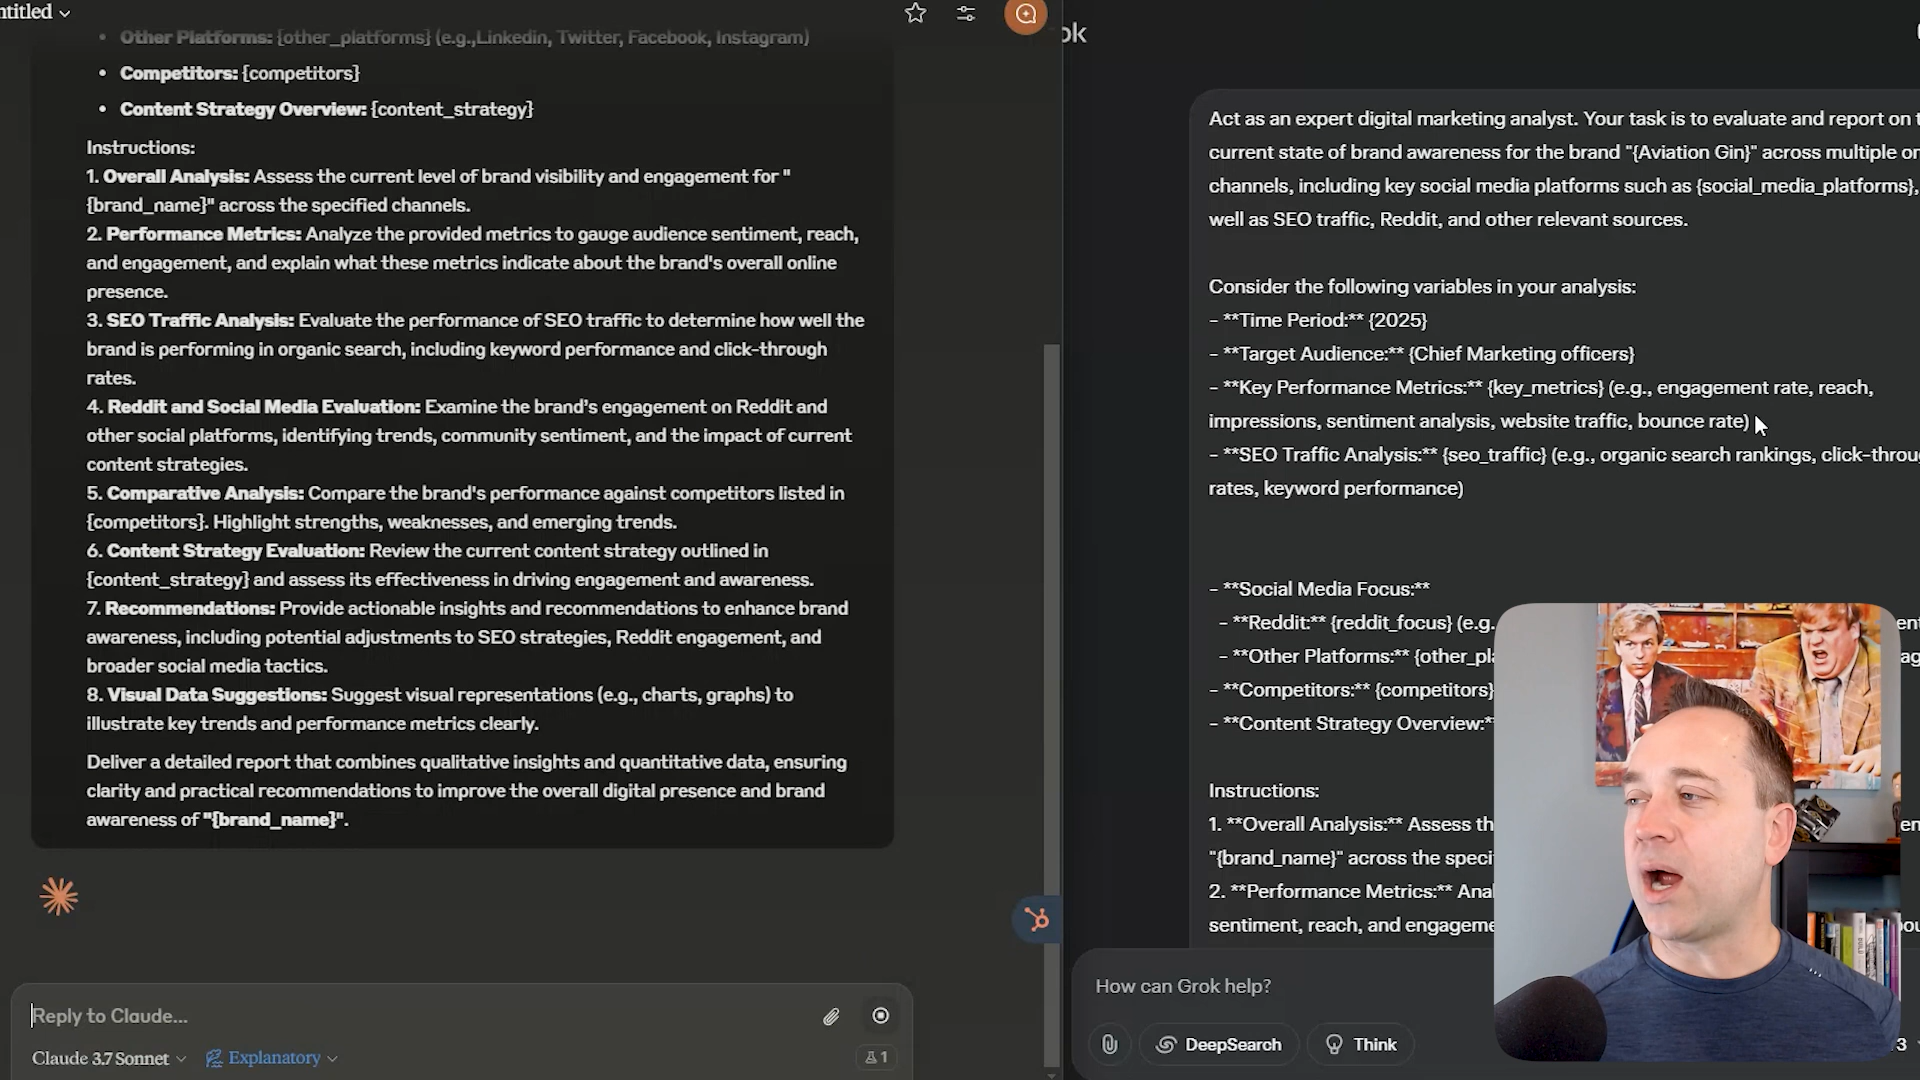 ntitled
• Other Platforms: {other_platforms} (e.g.,Linkedin, Twitter, Facebook, Instagram)
• Competitors: {competitors}
• Content Strategy Overview: {content_strategy}
Instructions:
1. Overall Analysis: Assess the current level of brand visibility and engagement for "
{brand_name}" across the specified channels.
2. Performance Metrics: Analyze the provided metrics to gauge audience sentiment, reach,
and engagement, and explain what these metrics indicate about the brand's overall online
presence.
3. SEO Traffic Analysis: Evaluate the performance of SEO traffic to determine how well the
brand is performing in organic search, including keyword performance and click-through
rates.
4. Reddit and Social Media Evaluation: Examine the brand's engagement on Reddit and
other social platforms, identifying trends, community sentiment, and the impact of current
content strategies.
5. Comparative Analysis: Compare the brand's performance against competitors listed in
{competitors}. Highlight strengths, weaknesses, and emerging trends.
6. Content Strategy Evaluation: Review the current content strategy outlined in
{content_strategy} and assess its effectiveness in driving engagement and awareness.
7. Recommendations: Provide actionable insights and recommendations to enhance brand
awareness, including potential adjustments to SEO strategies, Reddit engagement, and
broader social media tactics.
8. Visual Data Suggestions: Suggest visual representations (e.g., charts, graphs) to
illustrate key trends and performance metrics clearly.
Deliver a detailed report that combines qualitative insights and quantitative data, ensuring
clarity and practical recommendations to improve the overall digital presence and brand
awareness of "{brand_name}".
Reply to Claude...
Claude 3.7 Sonnet Explanatory 1
ok
Act as an expert digital marketing analyst. Your task is to evaluate and report on t
current state of brand awareness for the brand "{Aviation Gin}" across multiple on
channels, including key social media platforms such as {social_media_platforms},
well as SEO traffic, Reddit, and other relevant sources.
Consider the following variables in your analysis:
- **Time Period:** {2025}
- **Target Audience:** {Chief Marketing officers}
- **Key Performance Metrics:** {key_metrics} (e.g., engagement rate, reach,
impressions, sentiment analysis, website traffic, bounce rate)
- **SEO Traffic Analysis:** {seo_traffic} (e.g., organic search rankings, click-throu
rates, keyword performance)
- **Social Media Focus:**
- **Reddit:** {reddit_focus} (e.g. ent
- **Other Platforms:** {other_pl ag
- **Competitors:** {competitors}
- **Content Strategy Overview:*
Instructions:
1. **Overall Analysis:** Assess th en
"{brand_name}" across the speci
2. **Performance Metrics:** Anal
sentiment, reach, and engageme ou
How can Grok help?
DeepSearch Think 3